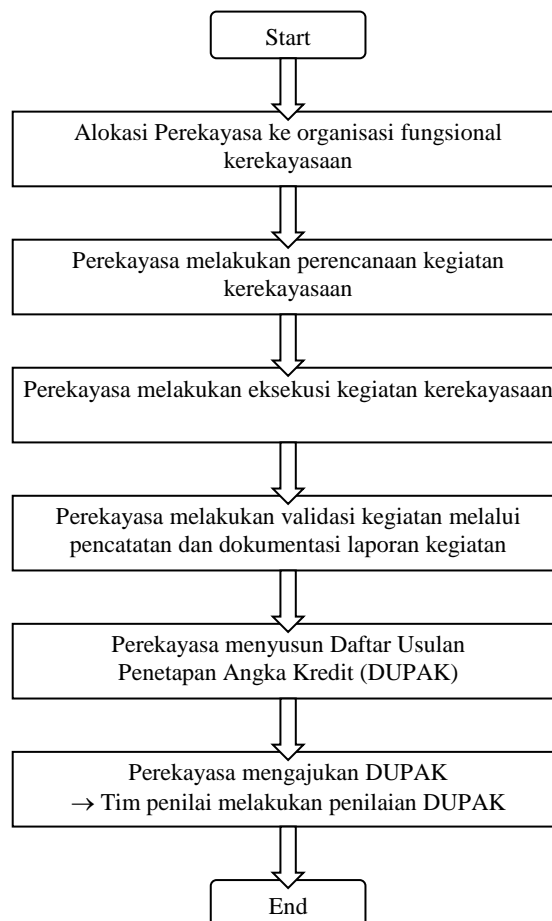 Start
Alokasi Perekayasa ke organisasi fungsional
kerekayasaan
Perekayasa melakukan perencanaan kegiatan
kerekayasaan
Perekayasa melakukan eksekusi kegiatan kerekayasaan
Perekayasa melakukan validasi kegiatan melalui
pencatatan dan dokumentasi laporan kegiatan
Perekayasa menyusun Daftar Usulan
Penetapan Angka Kredit (DUPAK)
Perekayasa mengajukan DUPAK
→ Tim penilai melakukan penilaian DUPAK
End